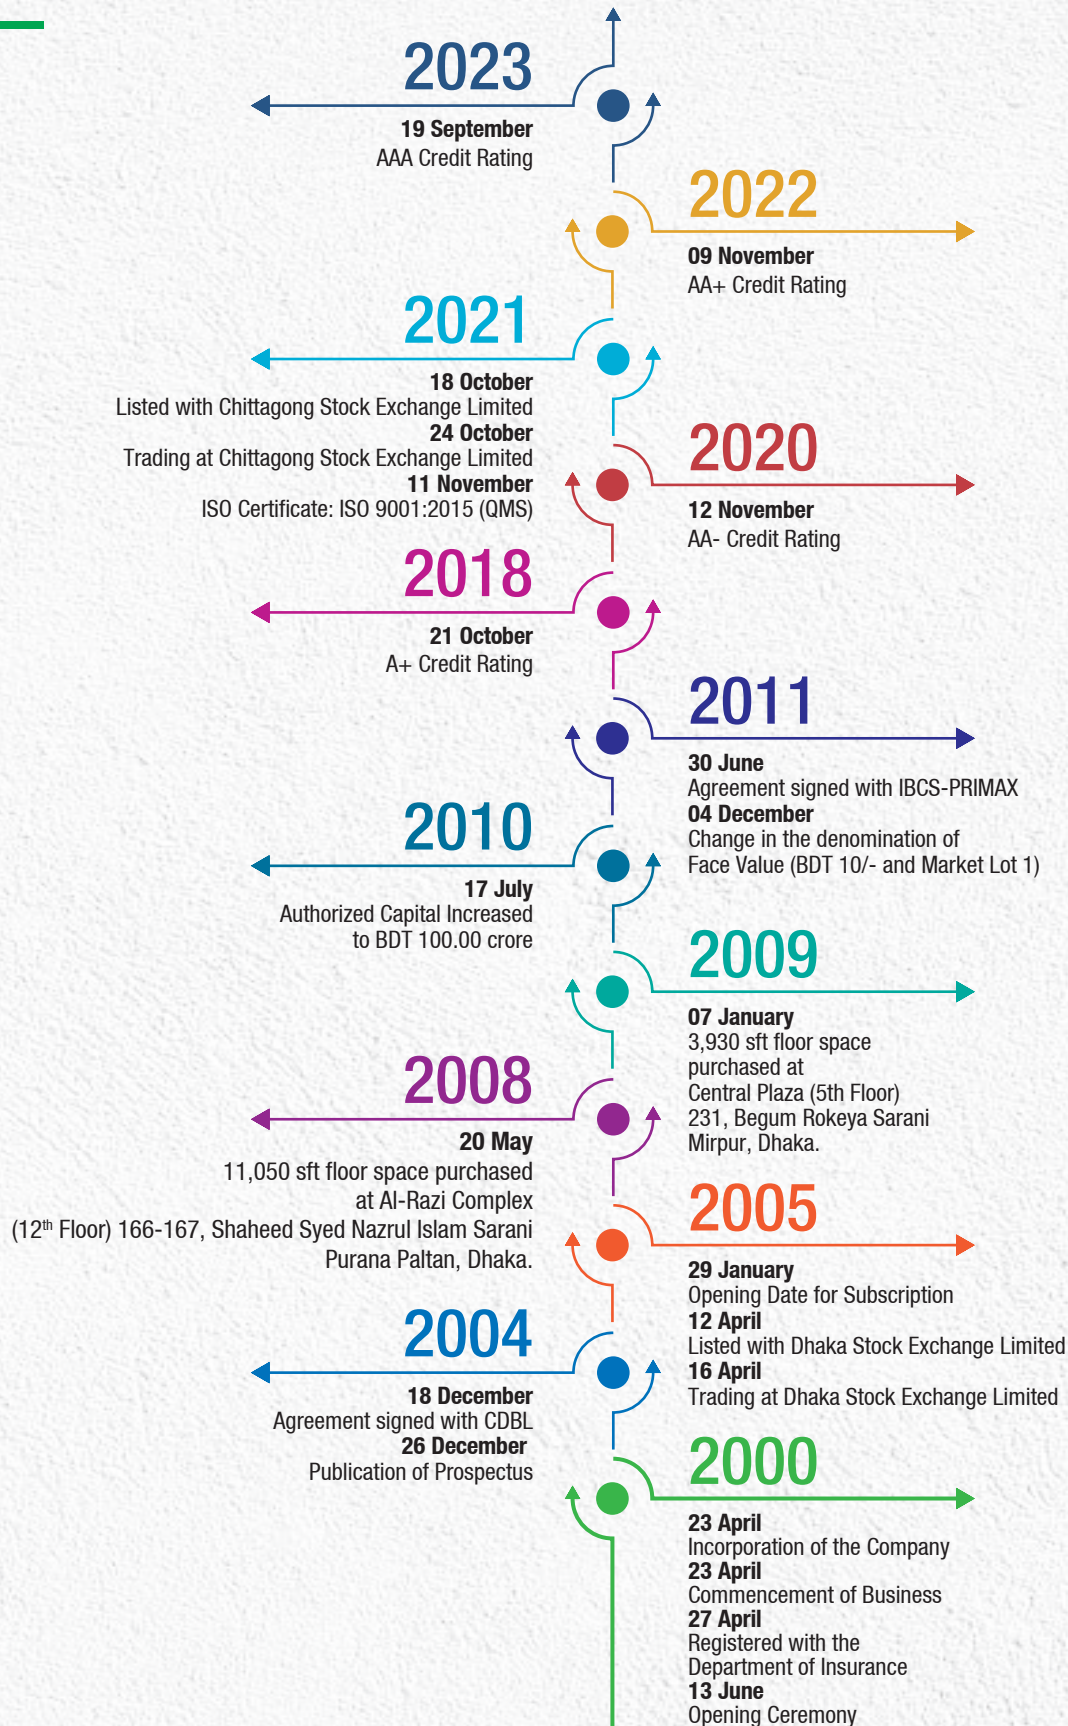 2023
19 September
AAA Credit Rating
2022
09 November
AA+ Credit Rating
2021
18 October
Listed with Chittagong Stock Exchange Limited
24 October
Trading at Chittagong Stock Exchange Limited
11 November
ISO Certificate: ISO 9001:2015 (QMS)
2020
12 November
AA- Credit Rating
2018
21 October
A+ Credit Rating
2011
30 June
Agreement signed with IBCS-PRIMAX
04 December
Change in the denomination of
Face Value (BDT 10/- and Market Lot 1)
2010
17 July
Authorized Capital Increased
to BDT 100.00 crore
2009
07 January
3,930 sft floor space
purchased at
Central Plaza (5th Floor)
231, Begum Rokeya Sarani
Mirpur, Dhaka.
2008
20 May
11,050 sft floor space purchased
at Al-Razi Complex
(12th Floor) 166-167, Shaheed Syed Nazrul Islam Sarani
Purana Paltan, Dhaka.
2005
29 January
Opening Date for Subscription
12 April
Listed with Dhaka Stock Exchange Limited
16 April
Trading at Dhaka Stock Exchange Limited
2004
18 December
Agreement signed with CDBL
26 December
Publication of Prospectus
2000
23 April
Incorporation of the Company
23 April
Commencement of Business
27 April
Registered with the
Department of Insurance
13 June
Opening Ceremony